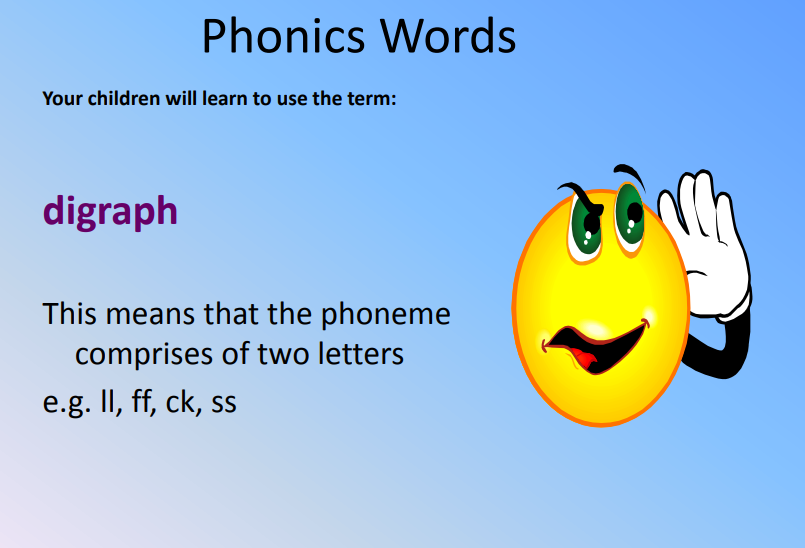 Phonics Words
Your children will learn to use the term:
digraph
This means that the phoneme
comprises of two letters
e.g. ll, ff, ck, ss